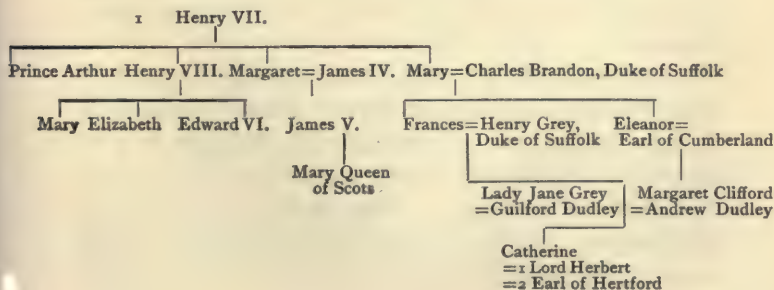 1 Henry VII.
Prince Arthur Henry VIII. Margaret=James IV. Mary=Charles Brandon, Duke of Suffolk
Mary Elizabeth Edward VI. James V. Frances=Henry Grey, Eleanor=
Duke of Suffolk Earl of Cumberland
Mary Queen
of Scots
Lady Jane Grey Margaret Clifford
=Guilford Dudley =Andrew Dudley
Catherine
=1 Lord Herbert
=2 Earl of Hertford